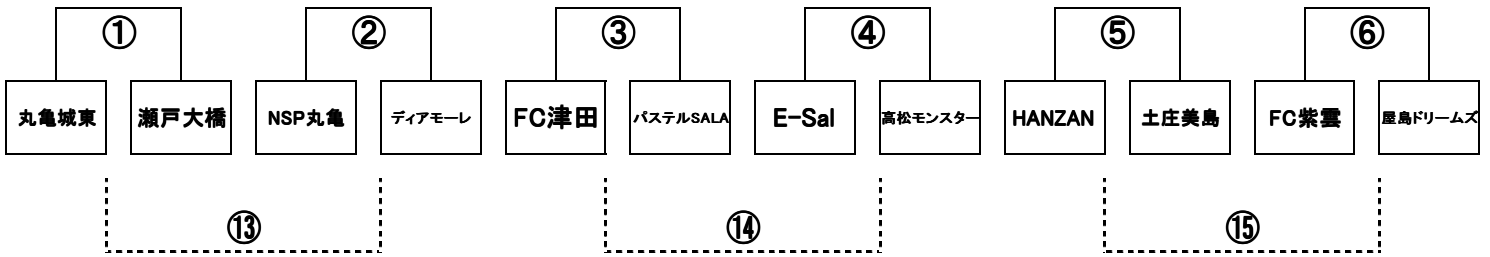 ① ② ③ ④ ⑤ ⑥
丸亀城東 瀬戸大橋 NSP丸亀 ディアモーレ FC津田 パステルSALA E-Sal 高松モンスター HANZAN 土庄美島 FC紫雲 屋島ドリームズ
⑬ ⑭ ⑮